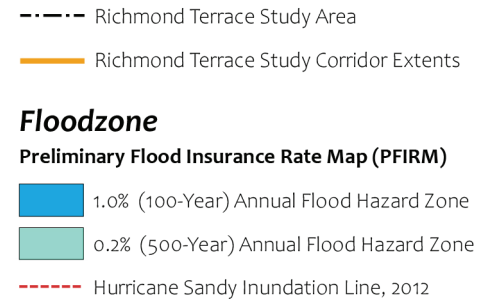 Richmond Terrace Study Area
Richmond Terrace Study Corridor Extents
Floodzone
Preliminary Flood Insurance Rate Map (PFIRM)
1.0% (100-Year) Annual Flood Hazard Zone
0.2% (500-Year) Annual Flood Hazard Zone
Hurricane Sandy Inundation Line, 2012